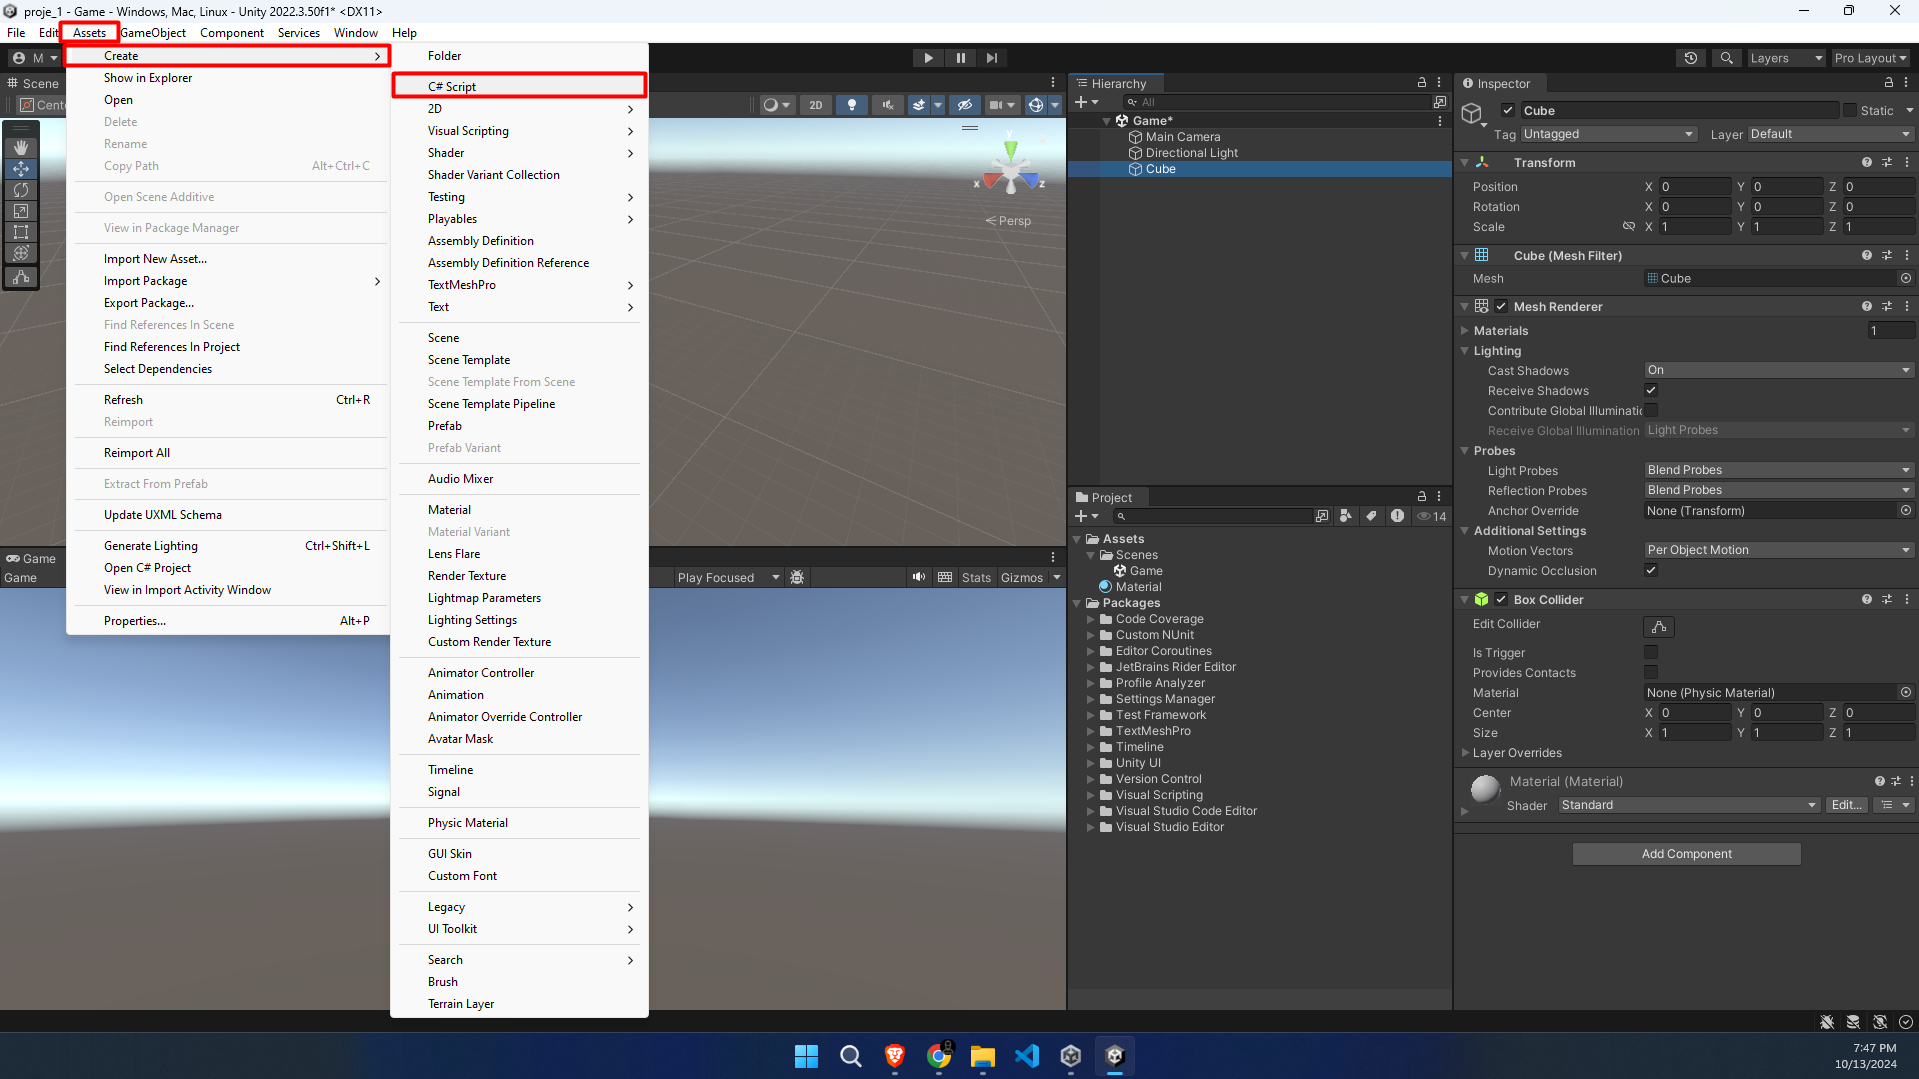 proje_1 - Game - Windows, Mac, Linux - Unity 2022.3.50f1* <DX11>
File Edit Assets GameObject Component Services Window Help
M
Layers
Pro Layout
Scene
Create
Show in Explorer
Open
Delete
Rename
Copy Path Alt+Ctrl+C
Open Scene Additive
View in Package Manager
Import New Asset...
Import Package
Export Package...
Find References In Scene
Find References In Project
Select Dependencies
Refresh Ctrl+R
Reimport
Reimport All
Extract From Prefab
Update UXML Schema
Generate Lighting Ctrl+Shift+L
Open C# Project
View in Import Activity Window
Properties... Alt+P
Folder
C# Script
2D
Visual Scripting
Shader
Shader Variant Collection
Testing
Playables
Assembly Definition
Assembly Definition Reference
TextMeshPro
Text
Scene
Scene Template
Scene Template From Scene
Scene Template Pipeline
Prefab
Prefab Variant
Audio Mixer
Material
Material Variant
Lens Flare
Render Texture
Lightmap Parameters
Lighting Settings
Custom Render Texture
Animator Controller
Animation
Animator Override Controller
Avatar Mask
Timeline
Signal
Physic Material
GUI Skin
Custom Font
Legacy
UI Toolkit
Search
Brush
Terrain Layer
2D
y
x
z
Persp
Game
Game
Play Focused
Stats
Gizmos
Hierarchy
All
Game*
Main Camera
Directional Light
Cube
Project
14
Assets
Scenes
Game
Material
Packages
Code Coverage
Custom NUnit
Editor Coroutines
JetBrains Rider Editor
Profile Analyzer
Settings Manager
Test Framework
TextMeshPro
Timeline
Unity UI
Version Control
Visual Scripting
Visual Studio Code Editor
Visual Studio Editor
Inspector
Cube Static
Tag Untagged Layer Default
Transform
Position X 0 Y 0 Z 0
Rotation X 0 Y 0 Z 0
Scale X 1 Y 1 Z 1
Cube (Mesh Filter)
Mesh Cube
Mesh Renderer
Materials 1
Lighting
Cast Shadows On
Receive Shadows
Contribute Global Illuminatic
Receive Global Illumination Light Probes
Probes
Light Probes Blend Probes
Reflection Probes Blend Probes
Anchor Override None (Transform)
Additional Settings
Motion Vectors Per Object Motion
Dynamic Occlusion
Box Collider
Edit Collider
Is Trigger
Provides Contacts
Material None (Physic Material)
Center X 0 Y 0 Z 0
Size X 1 Y 1 Z 1
Layer Overrides
Material (Material)
Shader Standard Edit...
Add Component
7:47 PM
10/13/2024